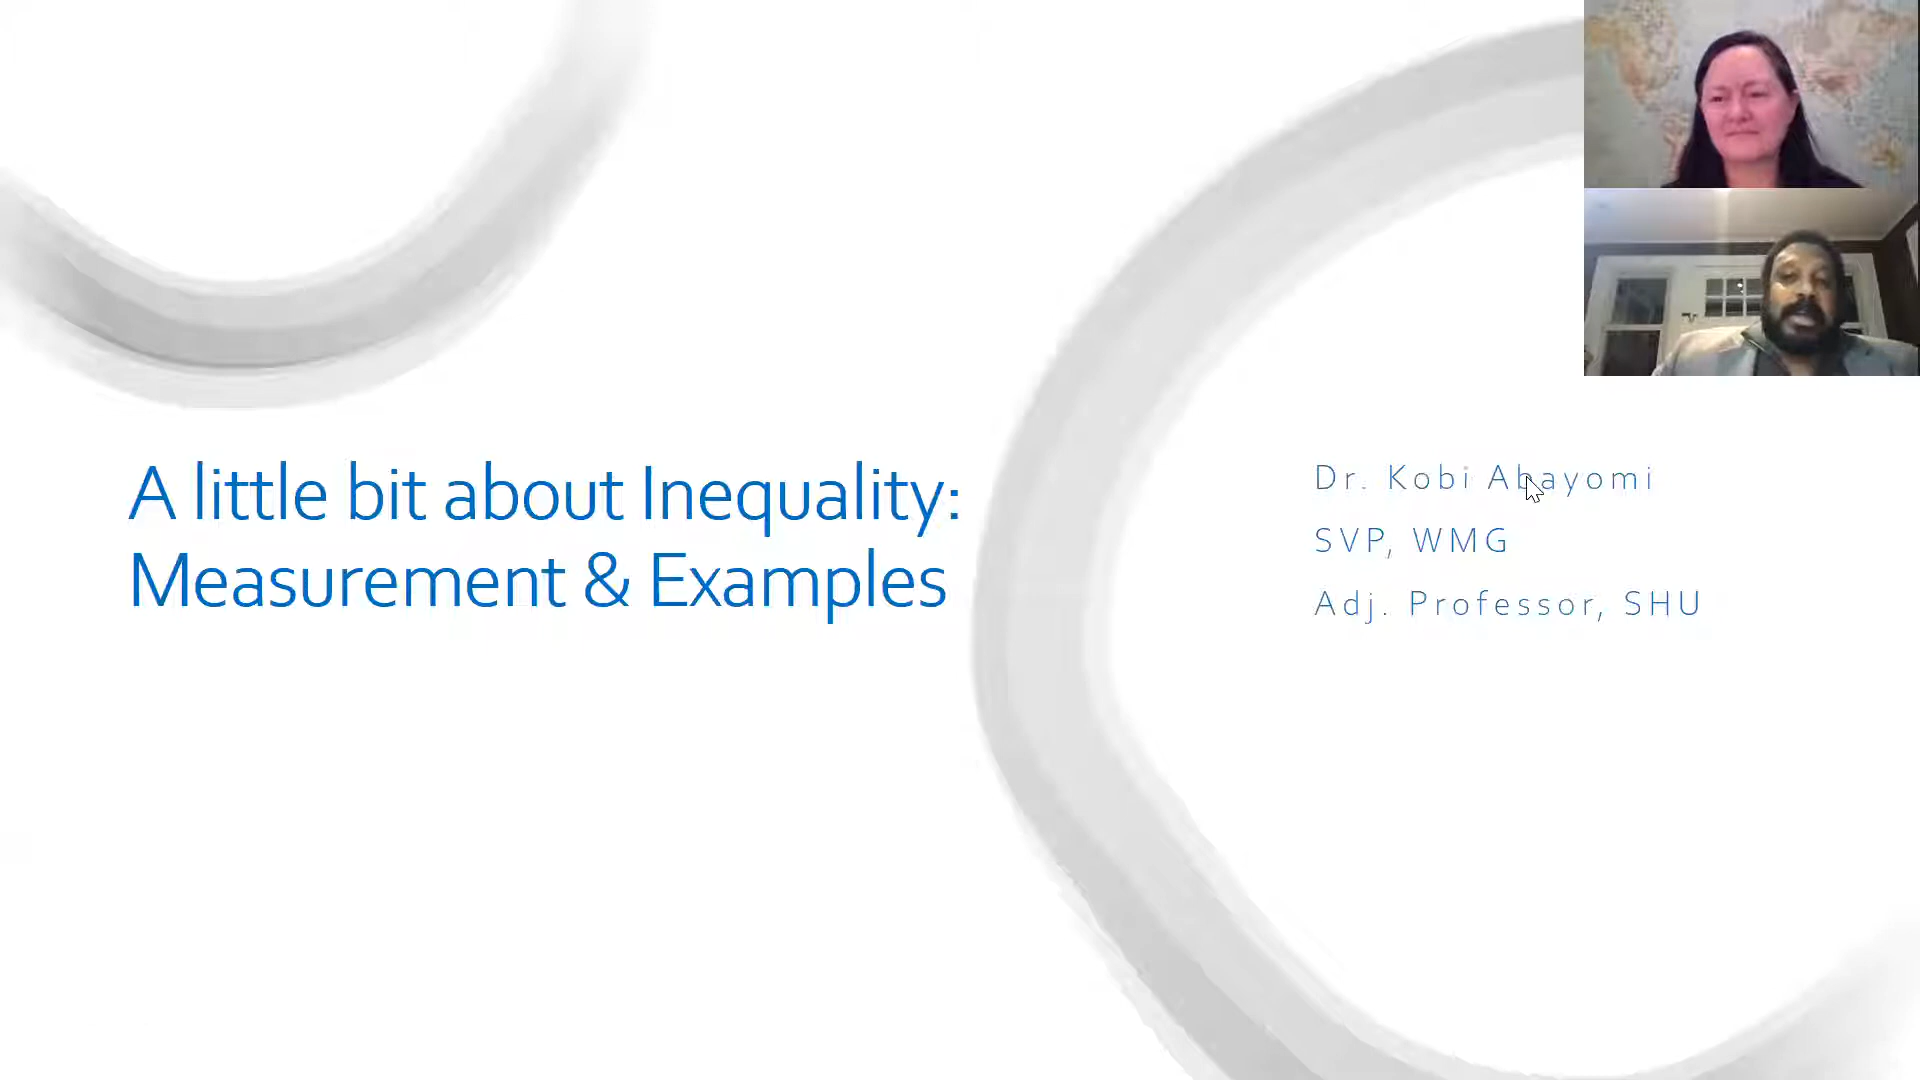 A little bit about Inequality:
Measurement & Examples
Dr. Kobi Abayomi
SVP, WMG
Adj. Professor, SHU